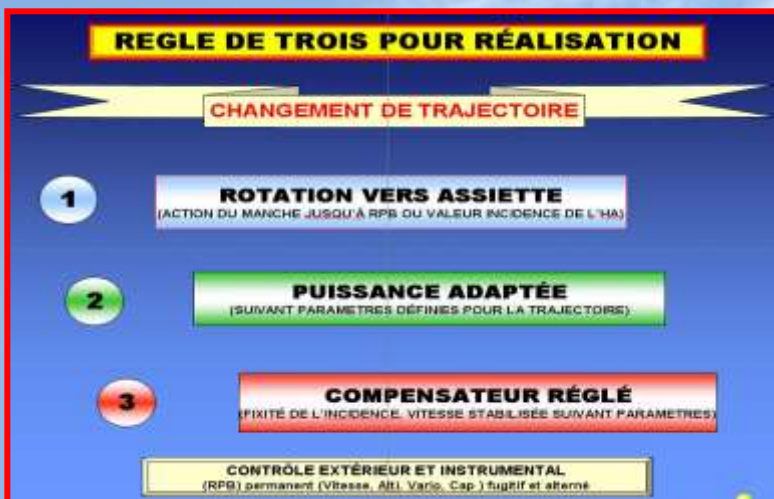 REGLE DE TROIS POUR RÉALISATION
CHANGEMENT DE TRAJECTOIRE
1
ROTATION VERS ASSIETTE
(ACTION DU MANCHE JUSQU'À RPB OU VALEUR INCIDENCE DE L'HA)
2
PUISSANCE ADAPTÉE
(SUIVANT PARAMETRES DÉFINIES POUR LA TRAJECTOIRE)
3
COMPENSATEUR RÉGLÉ
(FIXITÉ DE L'INCIDENCE, VITESSE STABILISÉE SUIVANT PARAMETRES)
CONTRÔLE EXTÉRIEUR ET INSTRUMENTAL
(RPB) permanent (Vitesse, Alti, Vario, Cap ) fugitif et alterné